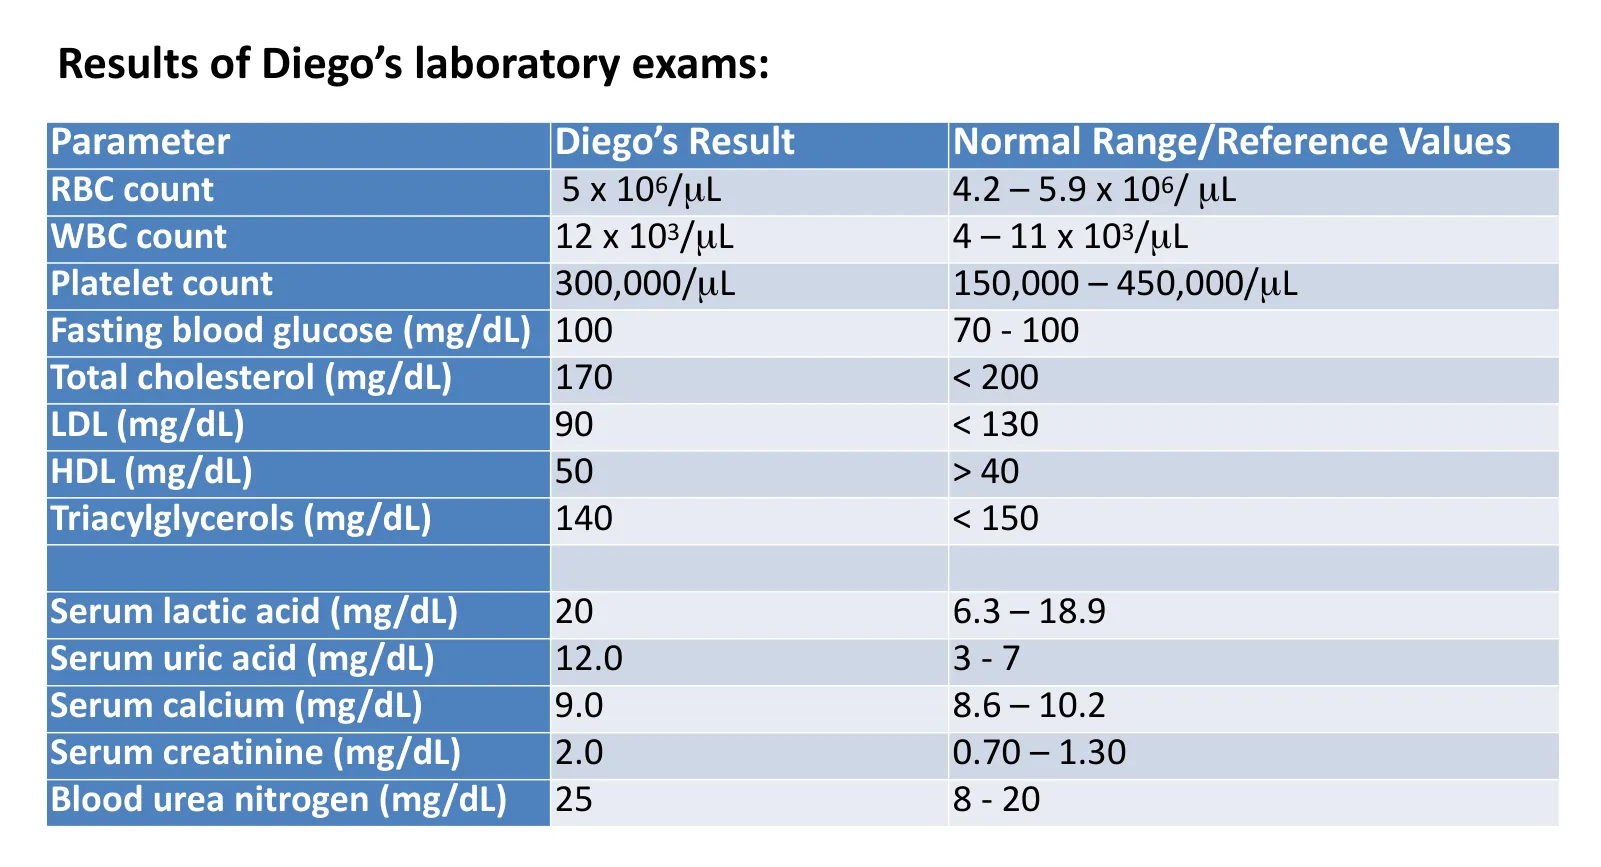 Results of Diego’s laboratory exams:
Parameter Diego’s Result Normal Range/Reference Values
RBC count 5 x 10⁶/μL 4.2 – 5.9 x 10⁶/ μL
WBC count 12 x 10³/μL 4 – 11 x 10³/μL
Platelet count 300,000/μL 150,000 – 450,000/μL
Fasting blood glucose (mg/dL) 100 70 - 100
Total cholesterol (mg/dL) 170 < 200
LDL (mg/dL) 90 < 130
HDL (mg/dL) 50 > 40
Triacylglycerols (mg/dL) 140 < 150
Serum lactic acid (mg/dL) 20 6.3 – 18.9
Serum uric acid (mg/dL) 12.0 3 - 7
Serum calcium (mg/dL) 9.0 8.6 – 10.2
Serum creatinine (mg/dL) 2.0 0.70 – 1.30
Blood urea nitrogen (mg/dL) 25 8 - 20